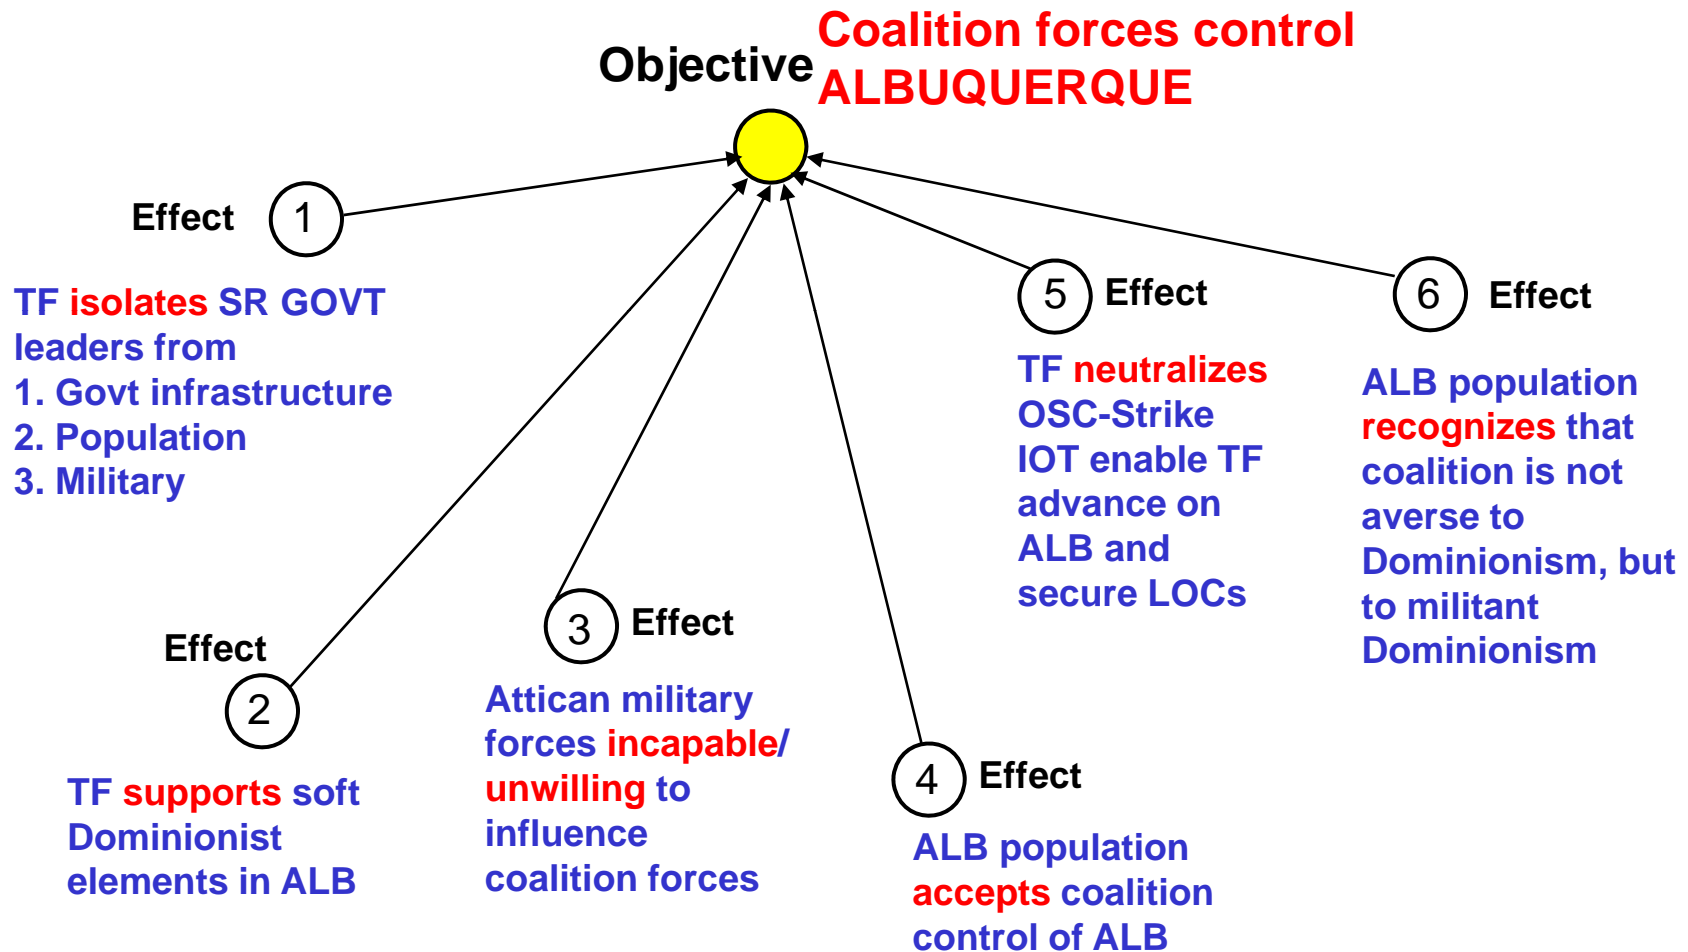 Objective
Coalition forces control
ALBUQUERQUE
Effect
1
TF isolates SR GOVT
leaders from
1. Govt infrastructure
2. Population
3. Military
Effect
2
TF supports soft
Dominionist
elements in ALB
3
Effect
Attican military
forces incapable/
unwilling to
influence
coalition forces
4
Effect
ALB population
accepts coalition
control of ALB
5
Effect
TF neutralizes
OSC-Strike
IOT enable TF
advance on
ALB and
secure LOCs
6
Effect
ALB population
recognizes that
coalition is not
averse to
Dominionism, but
to militant
Dominionism